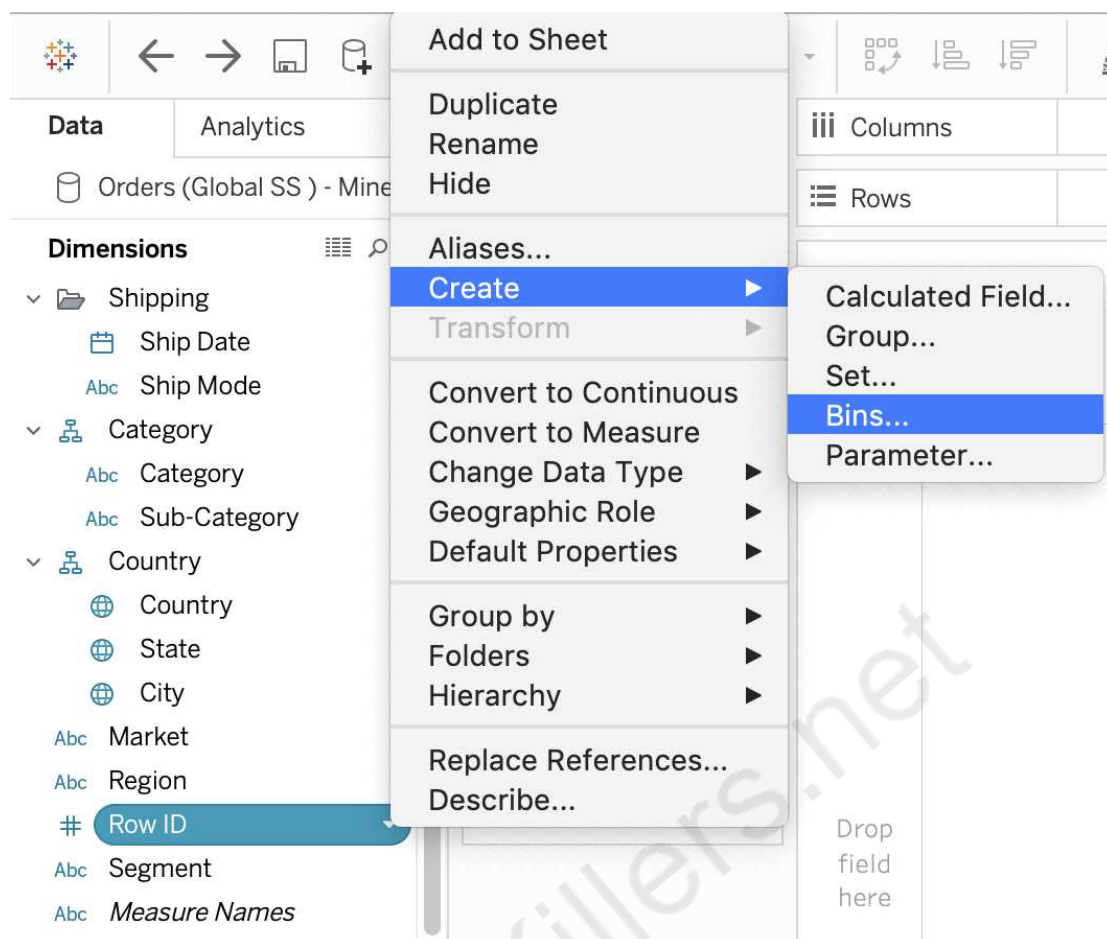 Data
Analytics
Orders (Global SS ) - Mine
Dimensions
Shipping
Ship Date
Abc Ship Mode
Category
Abc Category
Abc Sub-Category
Country
Country
State
City
Abc Market
Abc Region
Row ID
Abc Segment
Abc Measure Names
Add to Sheet
Duplicate
Rename
Hide
Aliases...
Create
Transform
Convert to Continuous
Convert to Measure
Change Data Type
Geographic Role
Default Properties
Group by
Folders
Hierarchy
Replace References...
Describe...
Calculated Field...
Group...
Set...
Bins...
Parameter...
Columns
Rows
Drop
field
here
killers.net